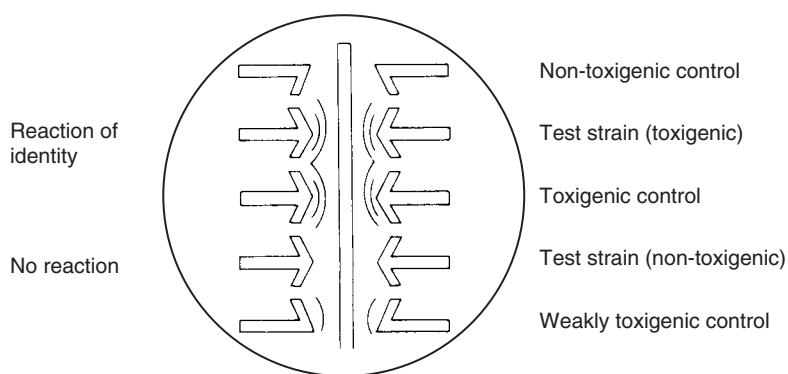 Non-toxigenic control
Reaction of
identity
Test strain (toxigenic)
Toxigenic control
No reaction
Test strain (non-toxigenic)
Weakly toxigenic control